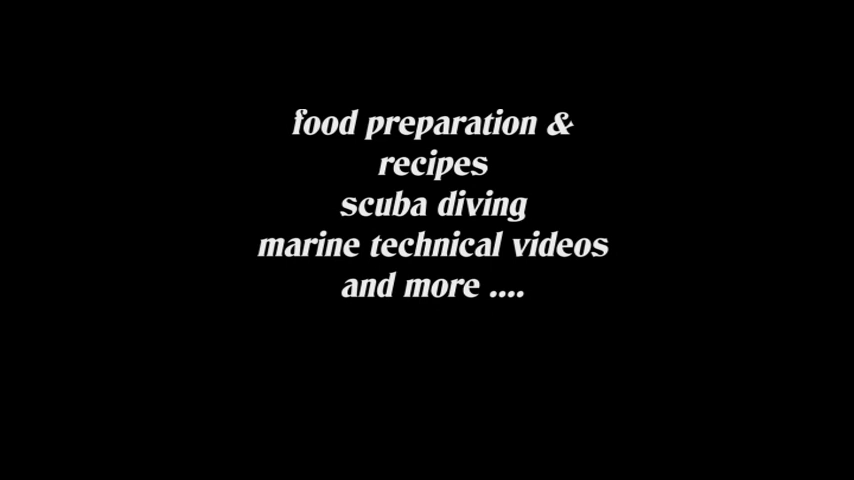 food preparation &
recipes
scuba diving
marine technical videos
and more ....